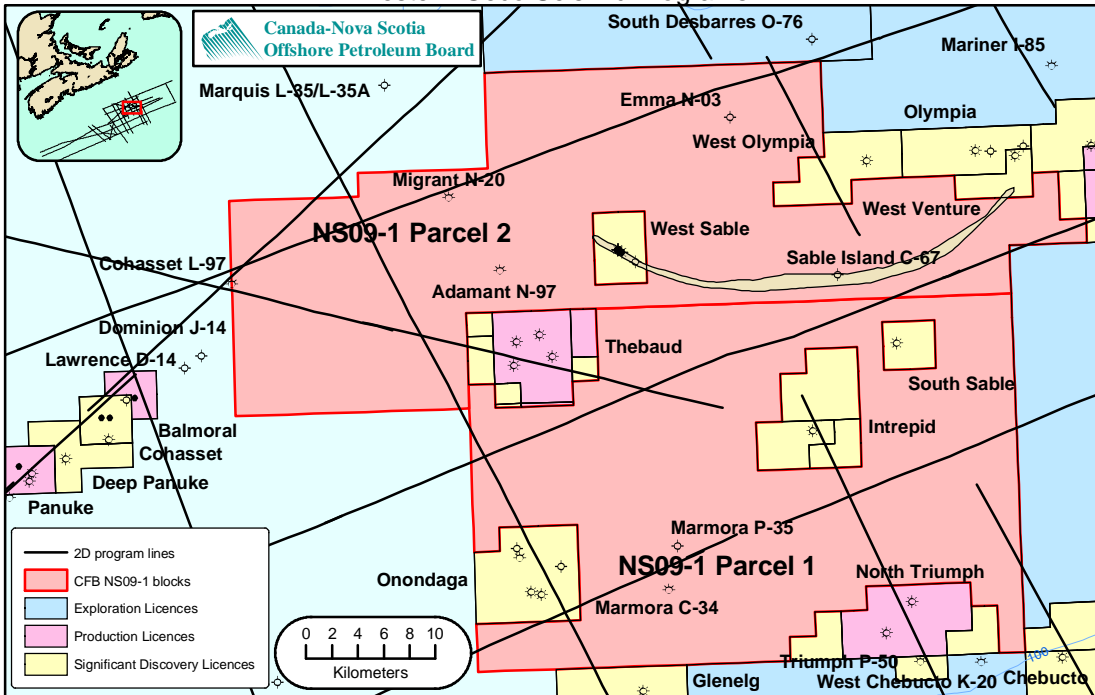 South Desbarres O-76
Canada-Nova Scotia
Offshore Petroleum Board
Mariner I-85
Marquis L-35/L-35A
Emma N-03
Olympia
West Olympia
Migrant N-20
West Venture
NS09-1 Parcel 2
West Sable
Sable Island C-67
Cohasset L-97
Adamant N-97
Dominion J-14
Thebaud
Lawrence D-14
South Sable
Balmoral
Intrepid
Cohasset
Deep Panuke
Panuke
Marmora P-35
NS09-1 Parcel 1
North Triumph
Onondaga
Marmora C-34
2D program lines
CFB NS09-1 blocks
Exploration Licences
Production Licences
Significant Discovery Licences
0 2 4 6 8 10
Kilometers
Triumph P-50
100
Glenelg
West Chebucto K-20
Chebucto